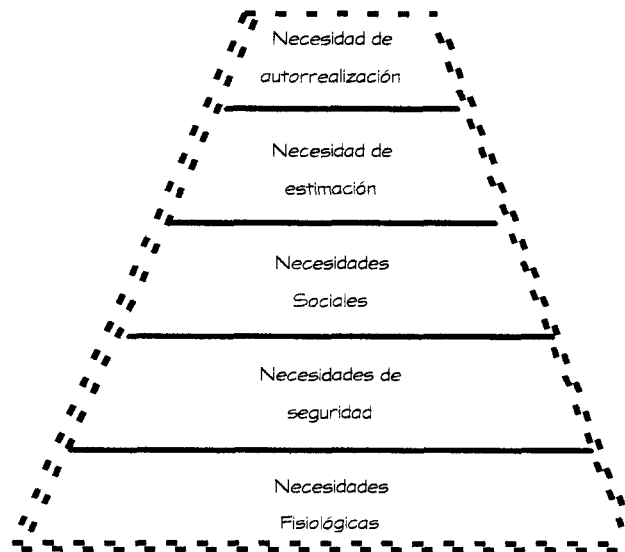 Necesidad de
autorrealización
Necesidad de
estimación
Necesidades
Sociales
Necesidades de
seguridad
Necesidades
Fisiológicas